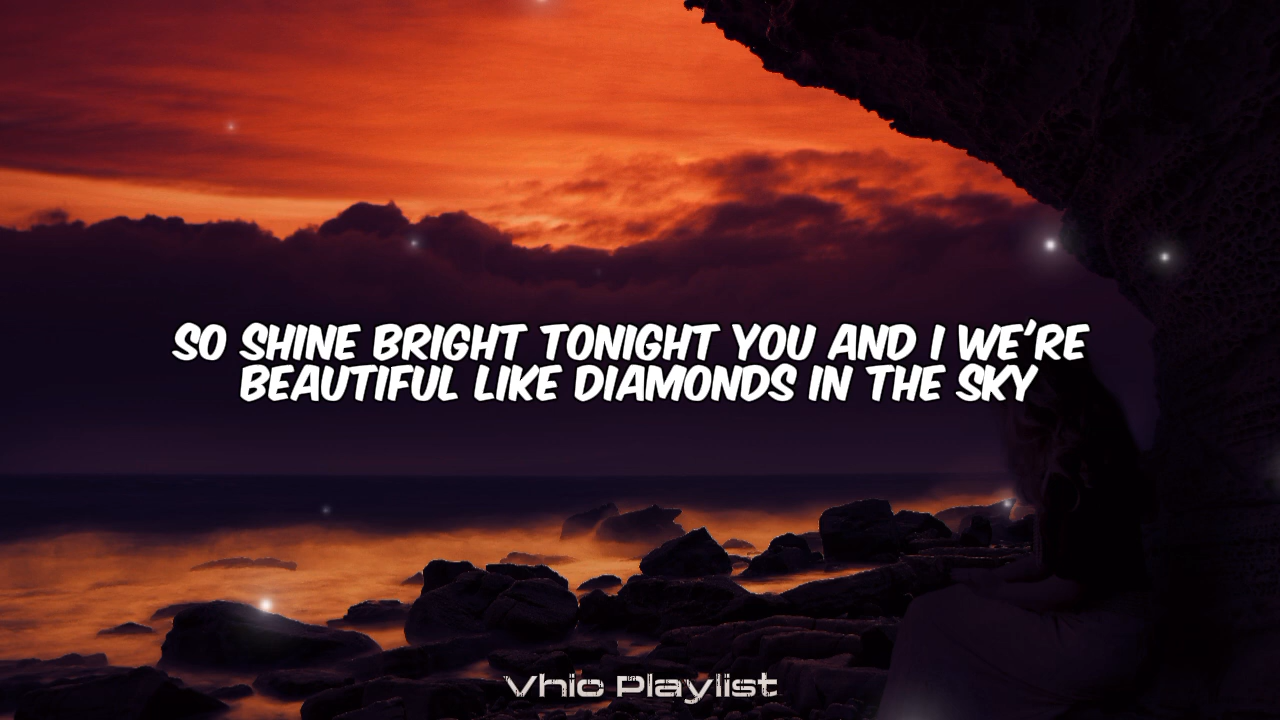 SO SHINE BRIGHT TONIGHT YOU AND I WE'RE
BEAUTIFUL LIKE DIAMONDS IN THE SKY
Vhio Playlist